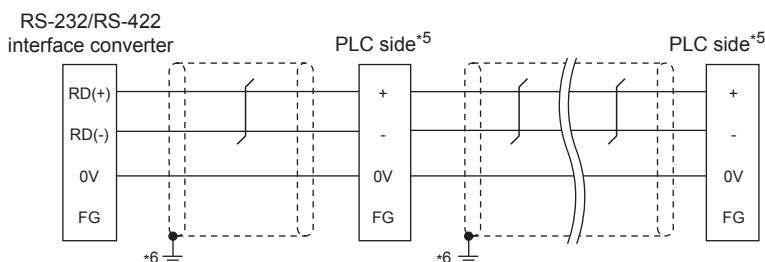 RS-232/RS-422
interface converter
PLC side*5
PLC side*5
RD(+)
+
+
RD(-)
-
-
0V
0V
0V
FG
FG
FG
*6
*6